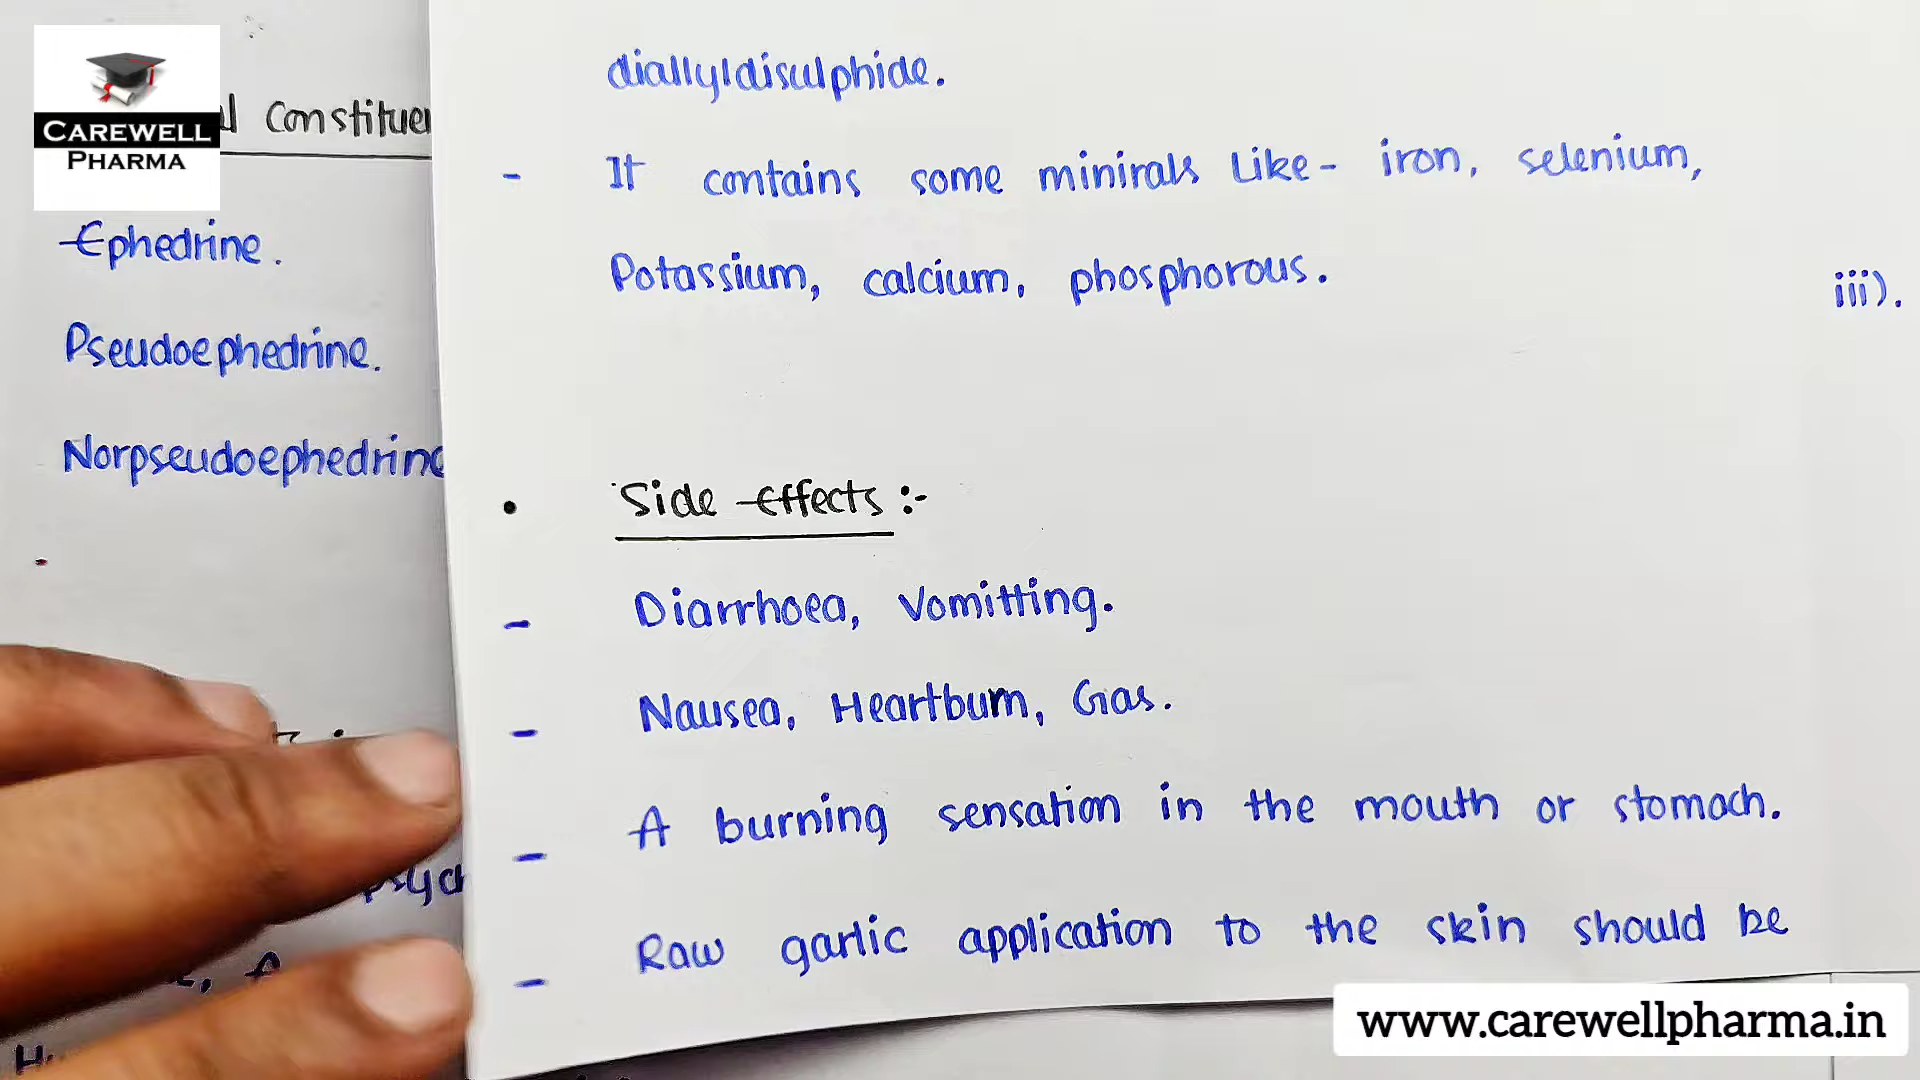 CAREWELL
PHARMA
Constituen
Ephedrine.
Pseudoephedrine.
Norpseudoephedrine
diallyldisulphide.
- It contains some minirals Like- iron, selenium,
Potassium, calcium, phosphorous.
iii).
• Side Effects :-
- Diarrhoea, Vomitting.
- Nausea, Heartburn, Gas.
- A burning sensation in the mouth or stomach.
- Raw garlic application to the skin should be
www.carewellpharma.in